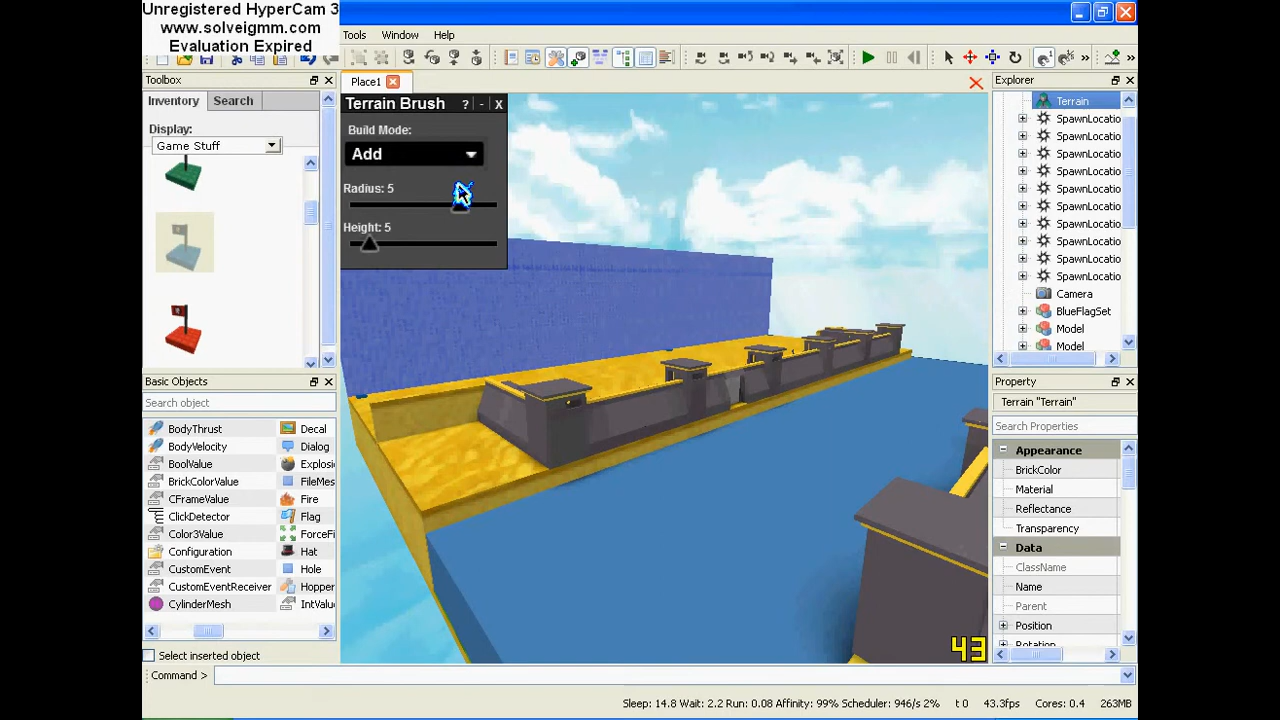 Unregistered HyperCam 3
www.solveigmm.com
Evaluation Expired
Tools Window Help
Toolbox
Inventory Search
Display:
Game Stuff
Place1
Terrain Brush ? - X
Build Mode:
Add
Radius: 5
Height: 5
43
Basic Objects
Search object
BodyThrust Decal
BodyVelocity Dialog
BoolValue Explosi
BrickColorValue FileMes
CFrameValue Fire
ClickDetector Flag
Color3Value ForceFi
Configuration Hat
CustomEvent Hole
CustomEventReceiver Hopper
CylinderMesh IntValue
Select inserted object
Explorer
Terrain
SpawnLocatio
SpawnLocatio
SpawnLocatio
SpawnLocatio
SpawnLocatio
SpawnLocatio
SpawnLocatio
SpawnLocatio
SpawnLocatio
SpawnLocatio
Camera
BlueFlagSet
Model
Model
Property
Terrain "Terrain"
Search Properties
Appearance
BrickColor
Material
Reflectance
Transparency
Data
ClassName
Name
Parent
Position
Rotation
Command >
Sleep: 14.8 Wait: 2.2 Run: 0.08 Affinity: 99% Scheduler: 946/s 2% t 0 43.3fps Cores: 0.4 263MB